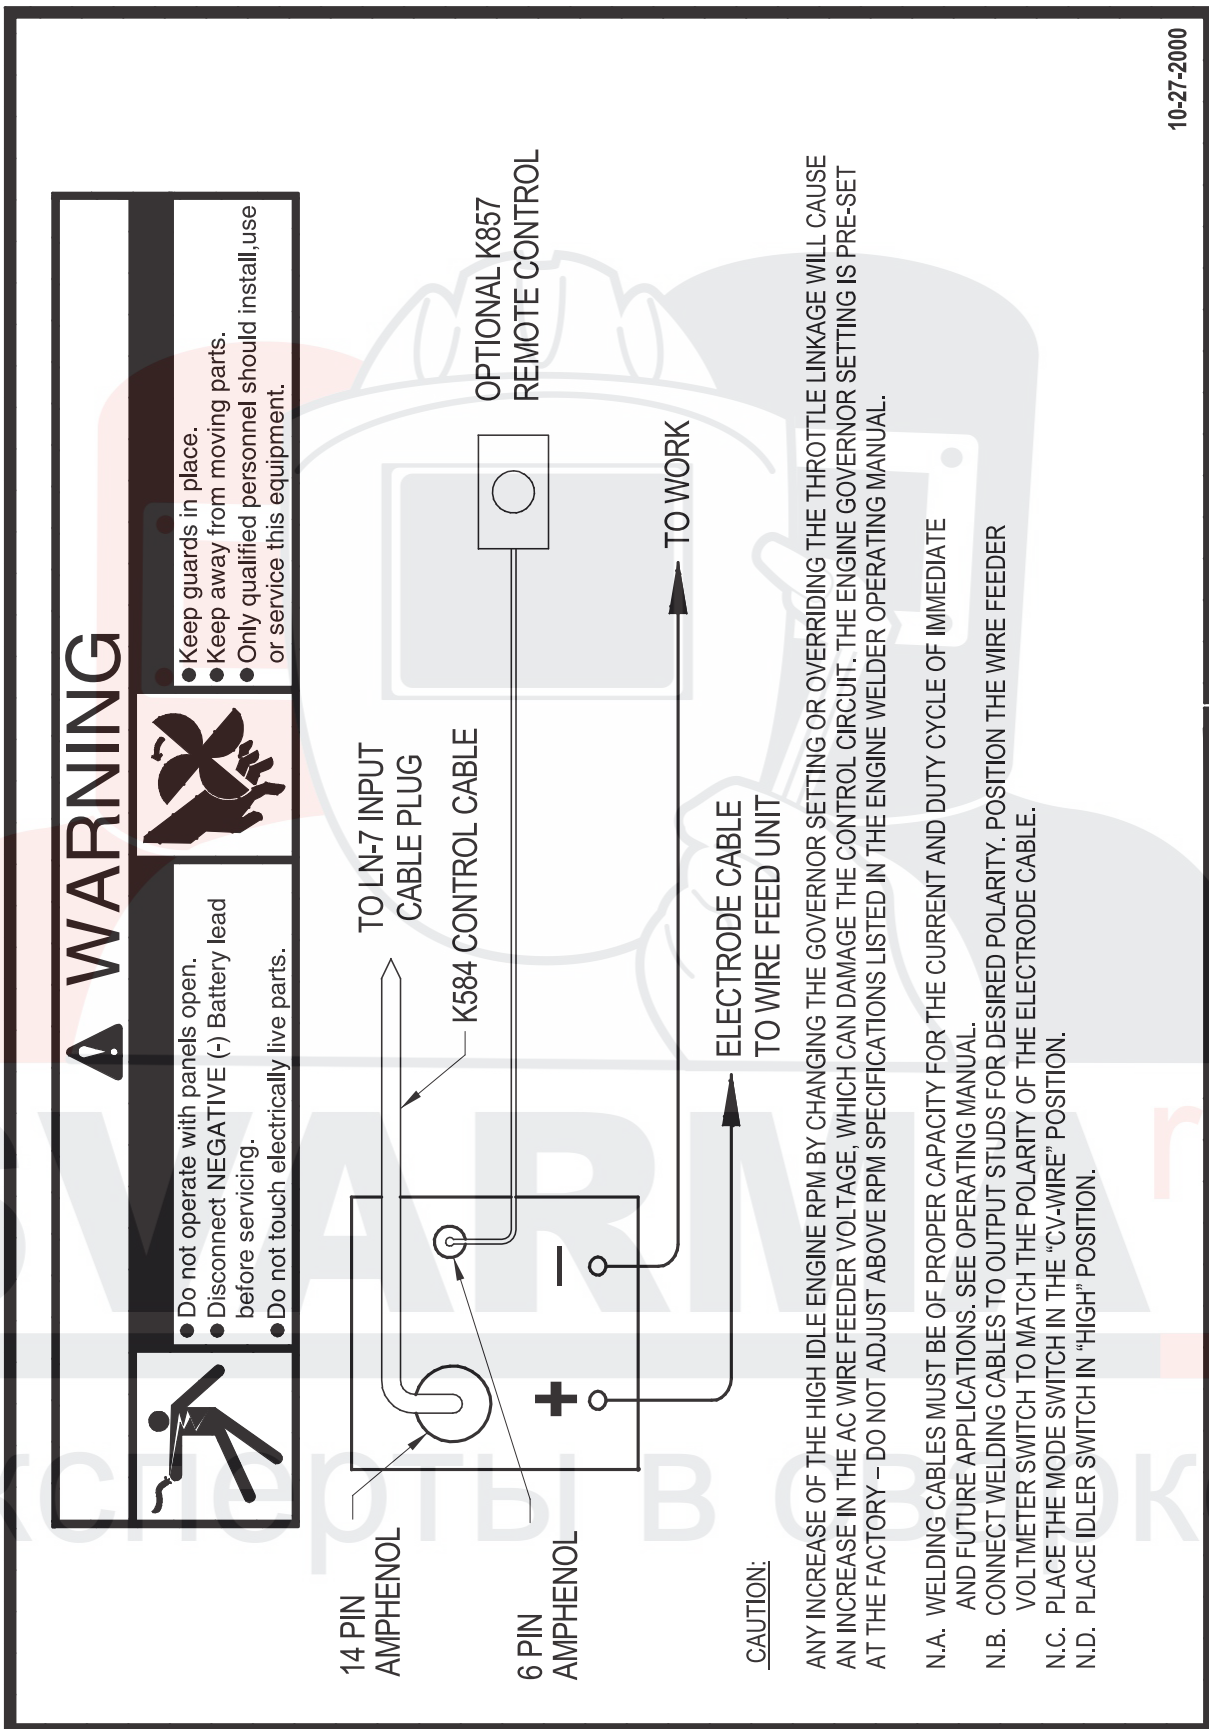 WARNING
● Do not operate with panels open.
● Disconnect NEGATIVE (-) Battery lead
before servicing.
● Do not touch electrically live parts.
● Keep guards in place.
● Keep away from moving parts.
● Only qualified personnel should install,use
or service this equipment.
14 PIN
AMPHENOL
6 PIN
AMPHENOL
TO LN-7 INPUT
CABLE PLUG
K584 CONTROL CABLE
OPTIONAL K857
REMOTE CONTROL
+
−
TO WORK
ELECTRODE CABLE
TO WIRE FEED UNIT
CAUTION:
ANY INCREASE OF THE HIGH IDLE ENGINE RPM BY CHANGING THE GOVERNOR SETTING OR OVERRIDING THE THROTTLE LINKAGE WILL CAUSE
AN INCREASE IN THE AC WIRE FEEDER VOLTAGE, WHICH CAN DAMAGE THE CONTROL CIRCUIT. THE ENGINE GOVERNOR SETTING IS PRE-SET
AT THE FACTORY – DO NOT ADJUST ABOVE RPM SPECIFICATIONS LISTED IN THE ENGINE WELDER OPERATING MANUAL.
N.A. WELDING CABLES MUST BE OF PROPER CAPACITY FOR THE CURRENT AND DUTY CYCLE OF IMMEDIATE
AND FUTURE APPLICATIONS. SEE OPERATING MANUAL.
N.B. CONNECT WELDING CABLES TO OUTPUT STUDS FOR DESIRED POLARITY. POSITION THE WIRE FEEDER
VOLTMETER SWITCH TO MATCH THE POLARITY OF THE ELECTRODE CABLE.
N.C. PLACE THE MODE SWITCH IN THE “CV-WIRE” POSITION.
N.D. PLACE IDLER SWITCH IN “HIGH” POSITION.
10-27-2000
SVARMA
r
ксперты в сварк